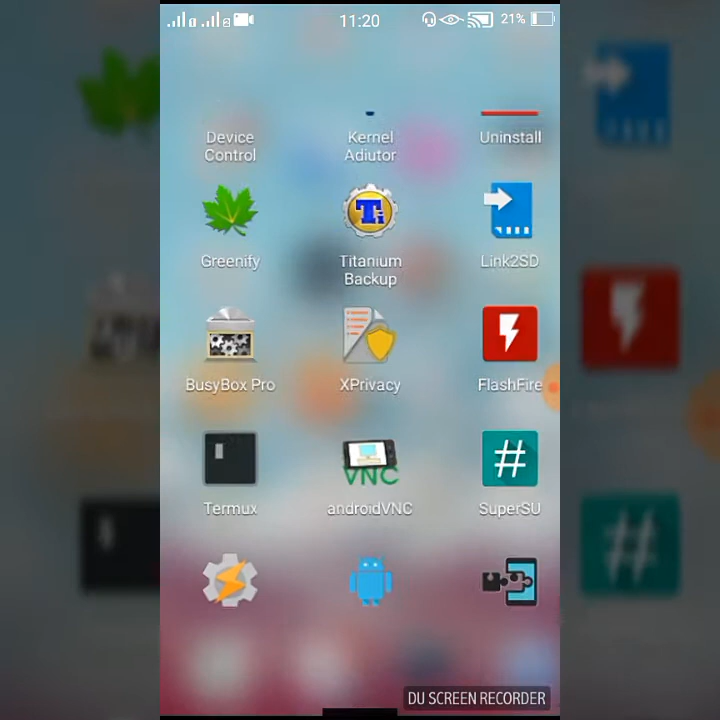 11:20
21%
Device
Control
Kernel
Adiutor
Uninstall
Ti
Greenify
Titanium
Backup
Link2SD
BusyBox Pro
XPrivacy
FlashFire
VNC
#
Termux
androidVNC
SuperSU
DU SCREEN RECORDER